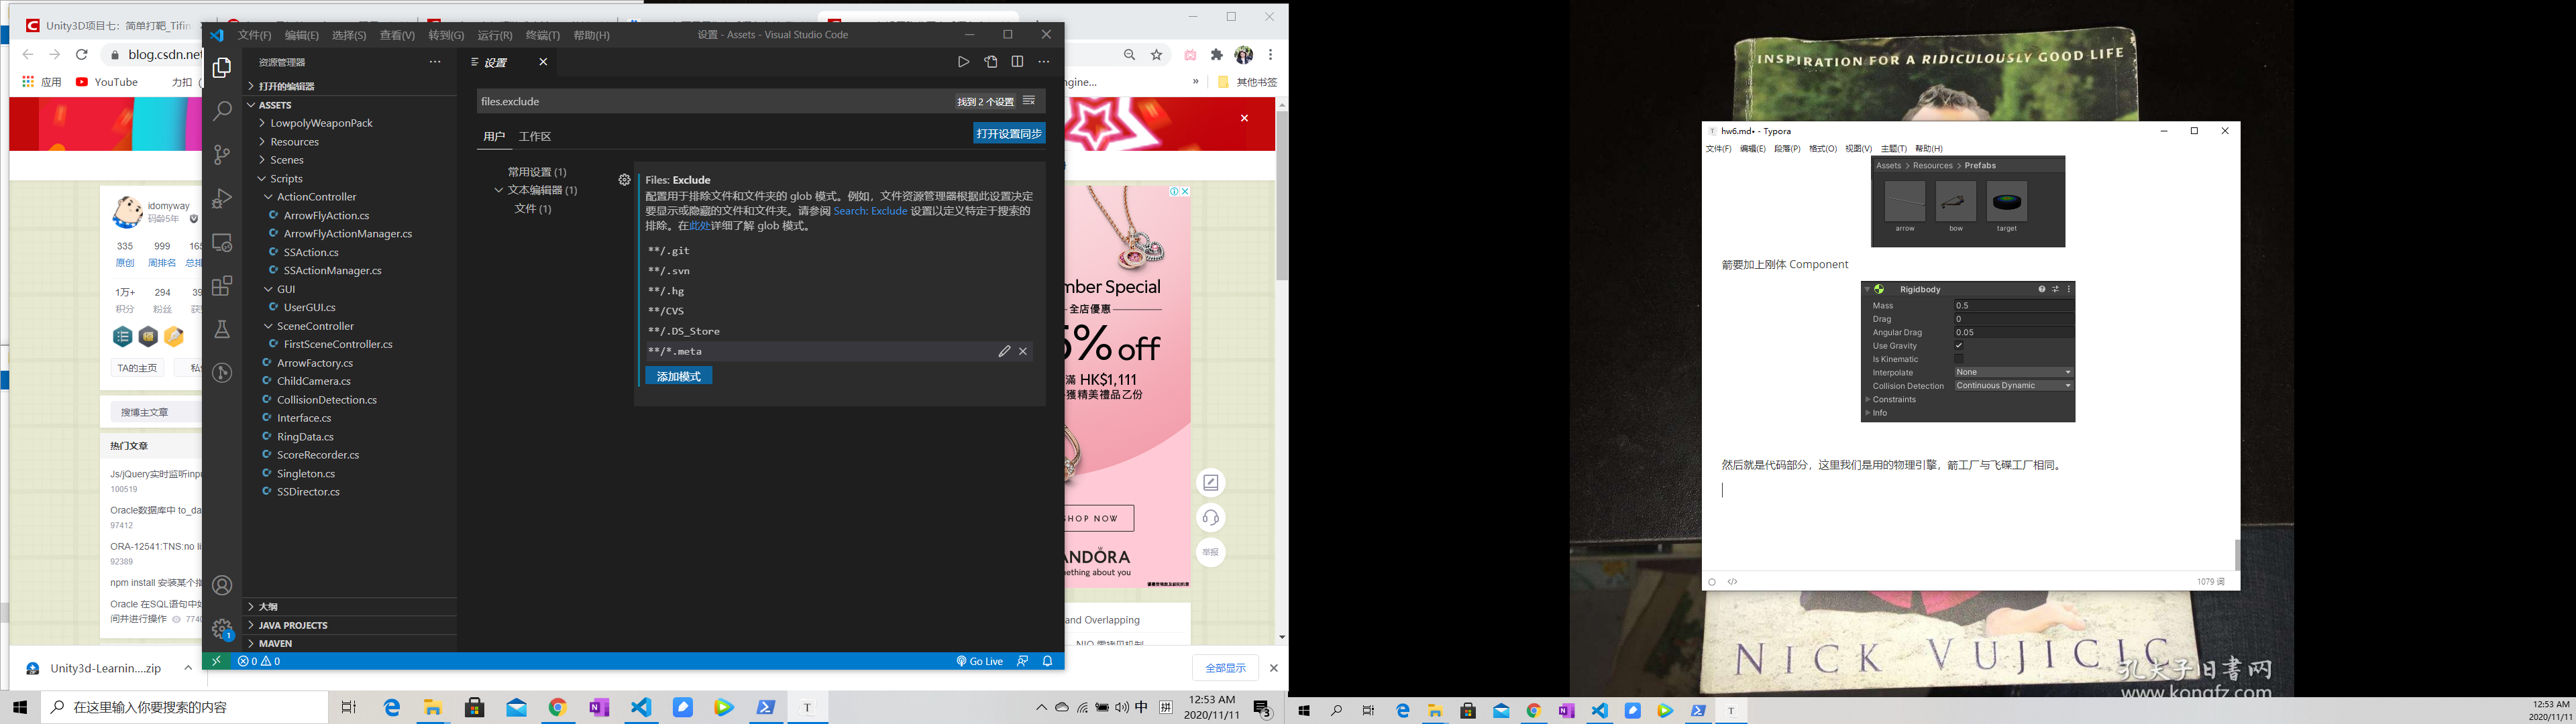 Unity3D项目七：简单打靶_Tifin
blog.csdn.net
应用
YouTube
力扣
ngine...
»
其他书签
idomyway
码龄5年
335
999
原创
周排名
1万+
294
积分
粉丝
TA的主页
搜博主文章
热门文章
Js/jQuery实时监听inpu
100519
Oracle数据库中 to_da
97412
ORA-12541:TNS:no li
92389
npm install 安装某个指
Oracle 在SQL语句中如
间并进行操作
7740
Unity3d-Learnin....zip
文件(F) 编辑(E) 选择(S) 查看(V) 转到(G) 运行(R) 终端(T) 帮助(H)
设置 - Assets - Visual Studio Code
资源管理器
打开的编辑器
ASSETS
LowpolyWeaponPack
Resources
Scenes
Scripts
ActionController
ArrowFlyAction.cs
ArrowFlyActionManager.cs
SSAction.cs
SSActionManager.cs
GUI
UserGUI.cs
SceneController
FirstSceneController.cs
ArrowFactory.cs
ChildCamera.cs
CollisionDetection.cs
Interface.cs
RingData.cs
ScoreRecorder.cs
Singleton.cs
SSDirector.cs
大纲
JAVA PROJECTS
MAVEN
设置
files.exclude
找到 2 个设置
用户 工作区
打开设置同步
常用设置 (1)
文本编辑器 (1)
文件 (1)
Files: Exclude
配置用于排除文件和文件夹的 glob 模式。例如，文件资源管理器根据此设置决定
要显示或隐藏的文件和文件夹。请参阅 Search: Exclude 设置以定义特定于搜索的
排除。在此处详细了解 glob 模式。
**/.git
**/.svn
**/.hg
**/CVS
**/.DS_Store
**/*.meta
添加模式
0 0
Go Live
1
mber Special
全店優惠
5% off
滿 HK$1,111
獲精美禮品乙份
SHOP NOW
ANDORA
mething about you
举报
and Overlapping
全部显示
在这里输入你要搜索的内容
中
拼
12:53 AM
2020/11/11
3
INSPIRATION FOR A RIDICULOUSLY GOOD LIFE
hw6.md• - Typora
文件(F) 编辑(E) 段落(P) 格式(O) 视图(V) 主题(T) 帮助(H)
Assets > Resources > Prefabs
arrow
bow
target
箭要加上刚体 Component
Rigidbody
Mass 0.5
Drag 0
Angular Drag 0.05
Use Gravity
Is Kinematic
Interpolate None
Collision Detection Continuous Dynamic
Constraints
Info
然后就是代码部分，这里我们是用的物理引擎，箭工厂与飞碟工厂相同。
1079 词
NICK VUJICIC
孔夫子旧書网
www.kongfz.com
12:53 AM
2020/11/11